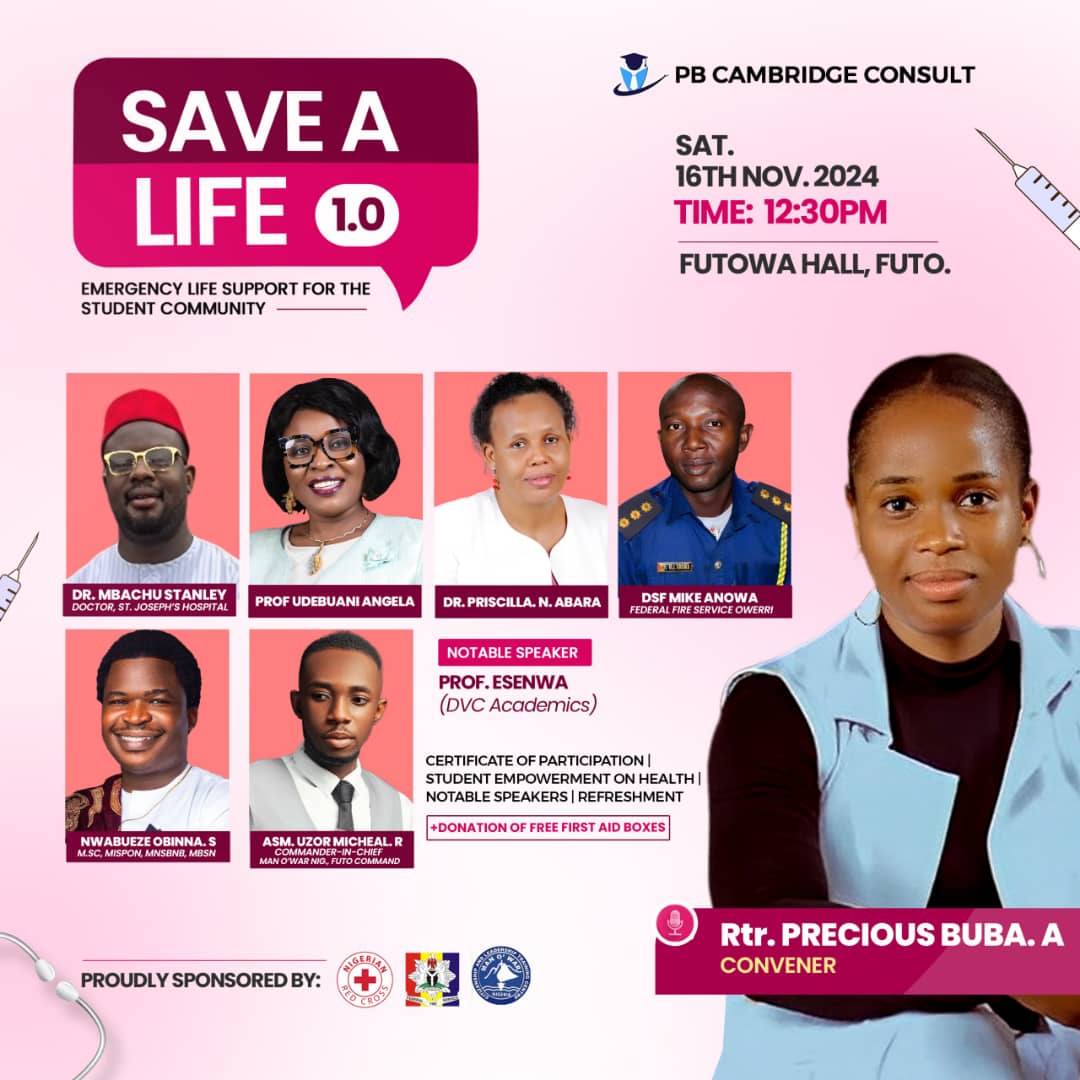 SAVE A
LIFE 1.0
EMERGENCY LIFE SUPPORT FOR THE
STUDENT COMMUNITY
PB CAMBRIDGE CONSULT
SAT.
16TH NOV. 2024
TIME: 12:30PM
FUTOWA HALL, FUTO.
DR. MBACHU STANLEY
DOCTOR, ST. JOSEPH'S HOSPITAL
PROF UDEBUANI ANGELA
DR. PRISCILLA. N. ABARA
DSF MIKE ANOWA
FEDERAL FIRE SERVICE OWERRI
NWABUEZE OBINNA. S
M.SC, MISPON, MNSBNB, MBSN
ASM. UZOR MICHEAL. R
COMMANDER-IN-CHIEF
MAN O'WAR NIG., FUTO COMMAND
NOTABLE SPEAKER
PROF. ESENWA
(DVC Academics)
CERTIFICATE OF PARTICIPATION |
STUDENT EMPOWERMENT ON HEALTH |
NOTABLE SPEAKERS | REFRESHMENT
+DONATION OF FREE FIRST AID BOXES
Rtr. PRECIOUS BUBA. A
CONVENER
PROUDLY SPONSORED BY:
NIGERIAN
RED CROSS
MAN O' WAR
NIGERIA